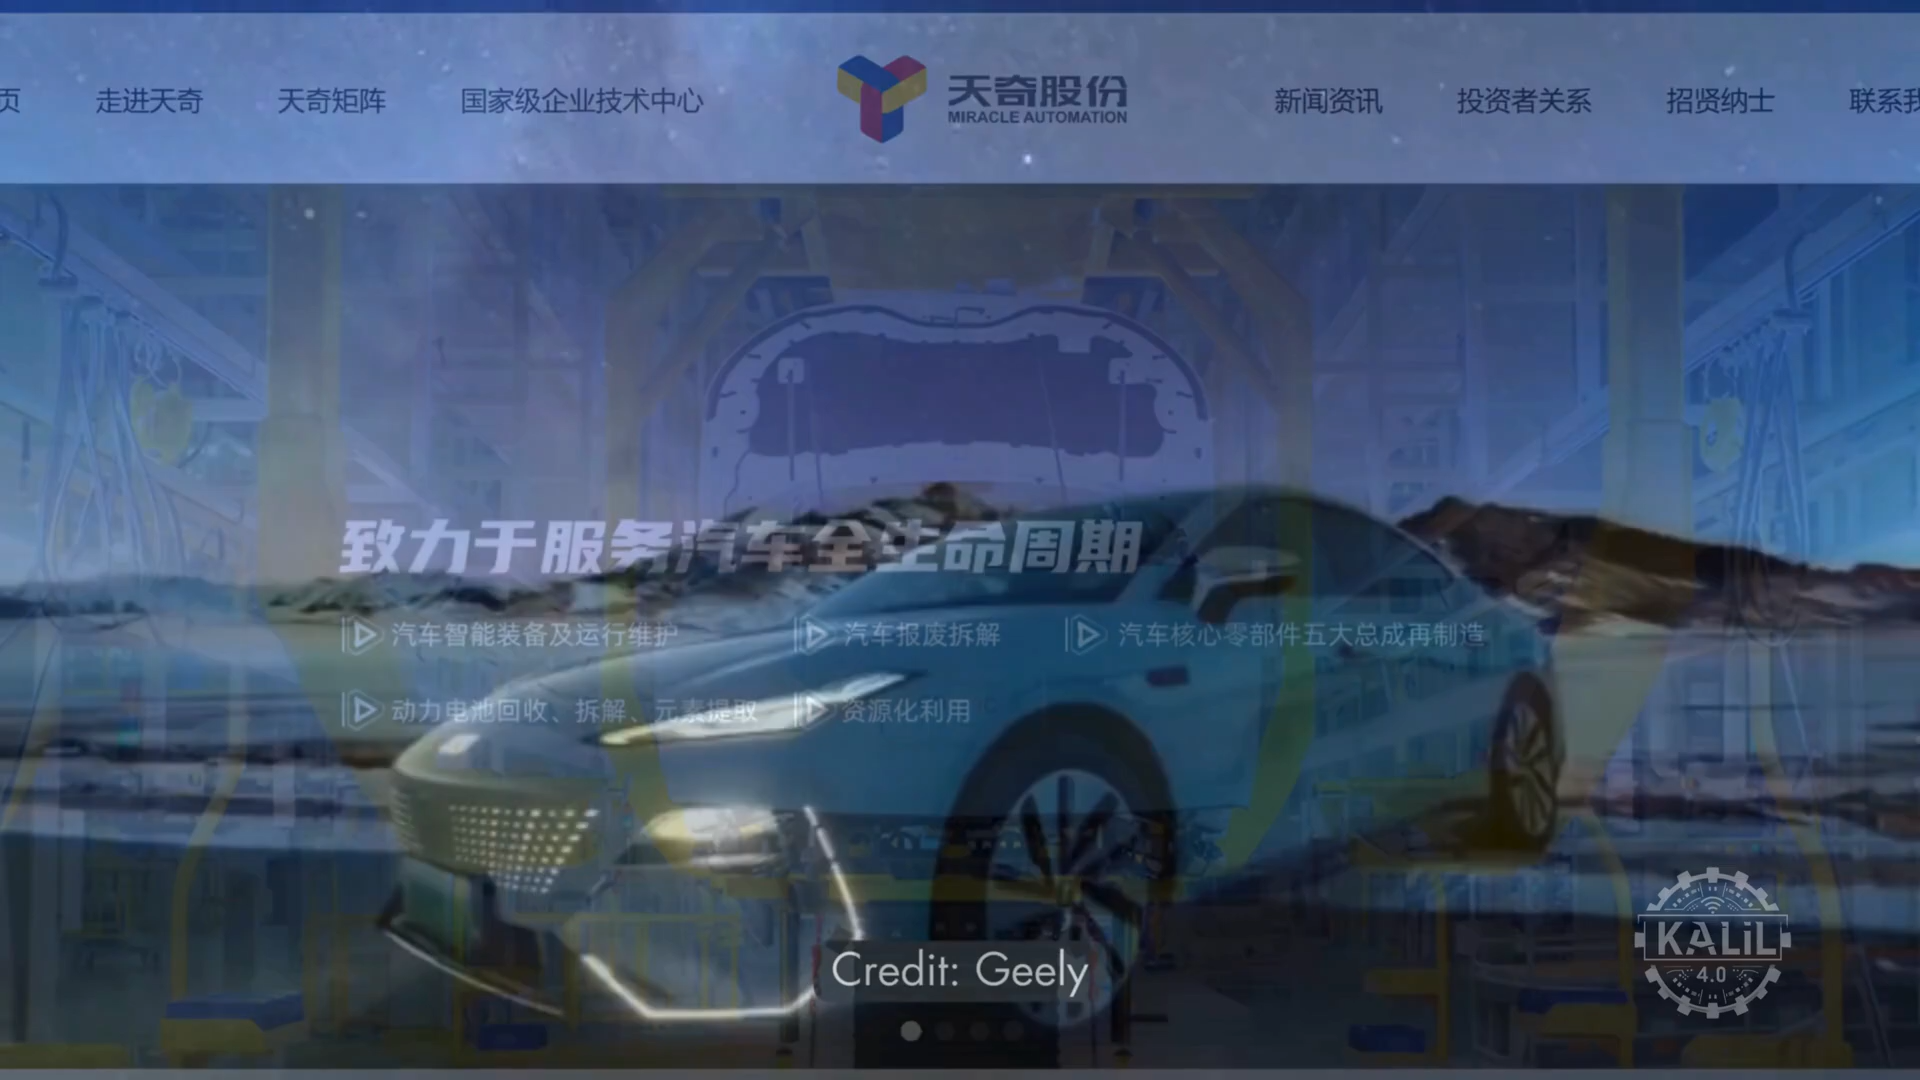 页 走进天奇 天奇矩阵 国家级企业技术中心 天奇股份 新闻资讯 投资者关系 招贤纳士 联系我
MIRACLE AUTOMATION
致力于服务汽车全生命周期
汽车智能装备及运行维护 汽车报废拆解 汽车核心零部件五大总成再制造
动力电池回收、拆解、元素提取 资源化利用
Credit: Geely
KALiL
4.0